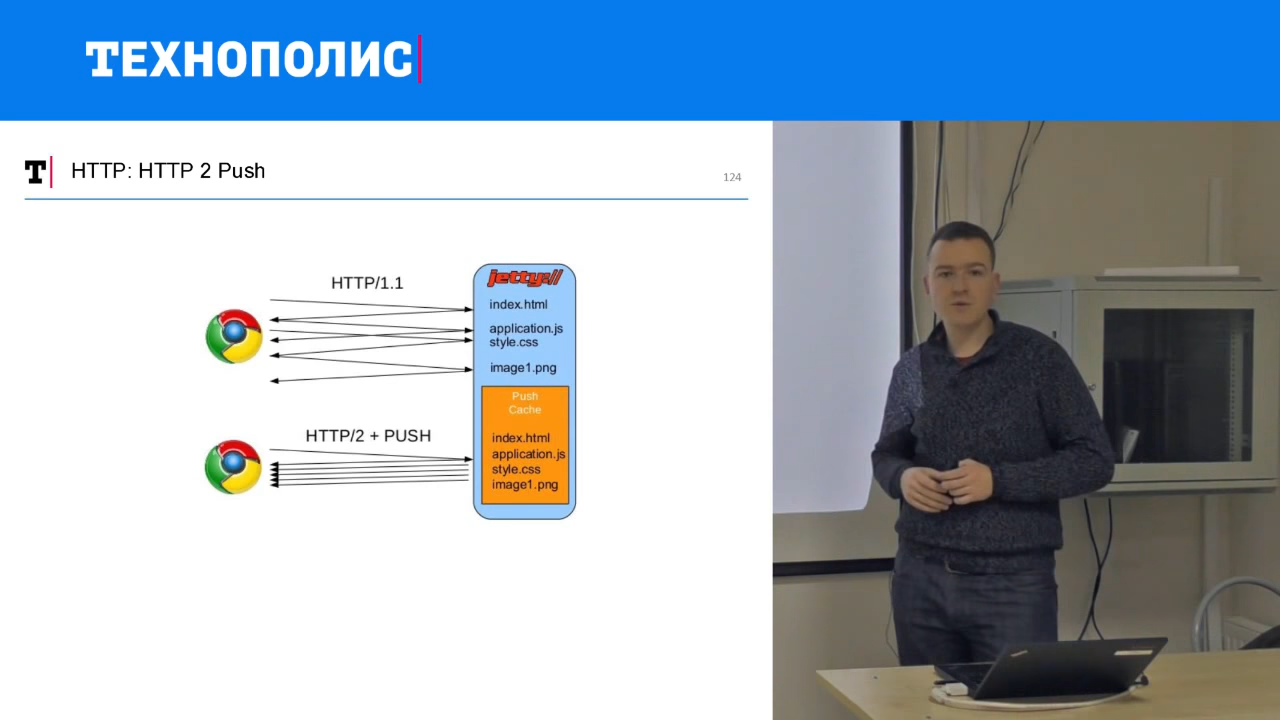 ТЕХНОПОЛИС
T HTTP: HTTP 2 Push
124
HTTP/1.1
jetty://
index.html
application.js
style.css
image1.png
Push
Cache
HTTP/2 + PUSH
index.html
application.js
style.css
image1.png